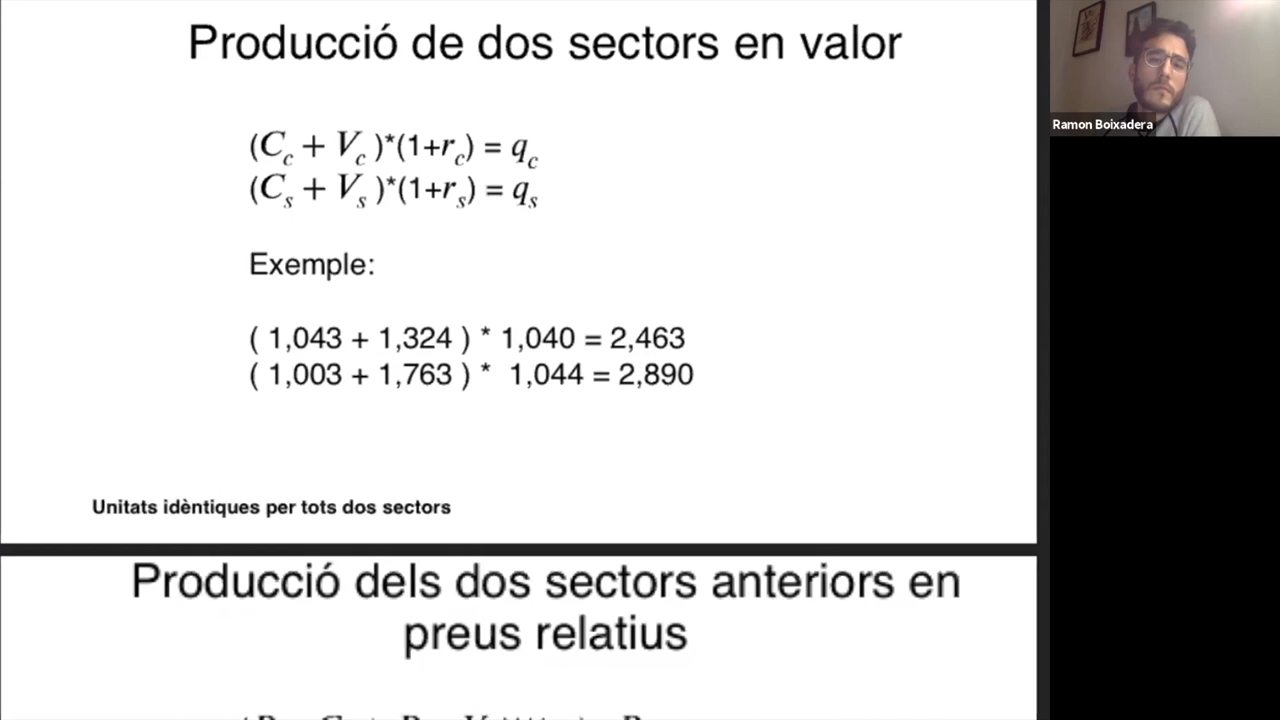 Producció de dos sectors en valor
(C_c + V_c )*(1+r_c) = q_c
(C_s + V_s )*(1+r_s) = q_s
Exemple:
( 1,043 + 1,324 ) * 1,040 = 2,463
( 1,003 + 1,763 ) * 1,044 = 2,890
Unitats idèntiques per tots dos sectors
Producció dels dos sectors anteriors en
preus relatius
Ramon Boixadera